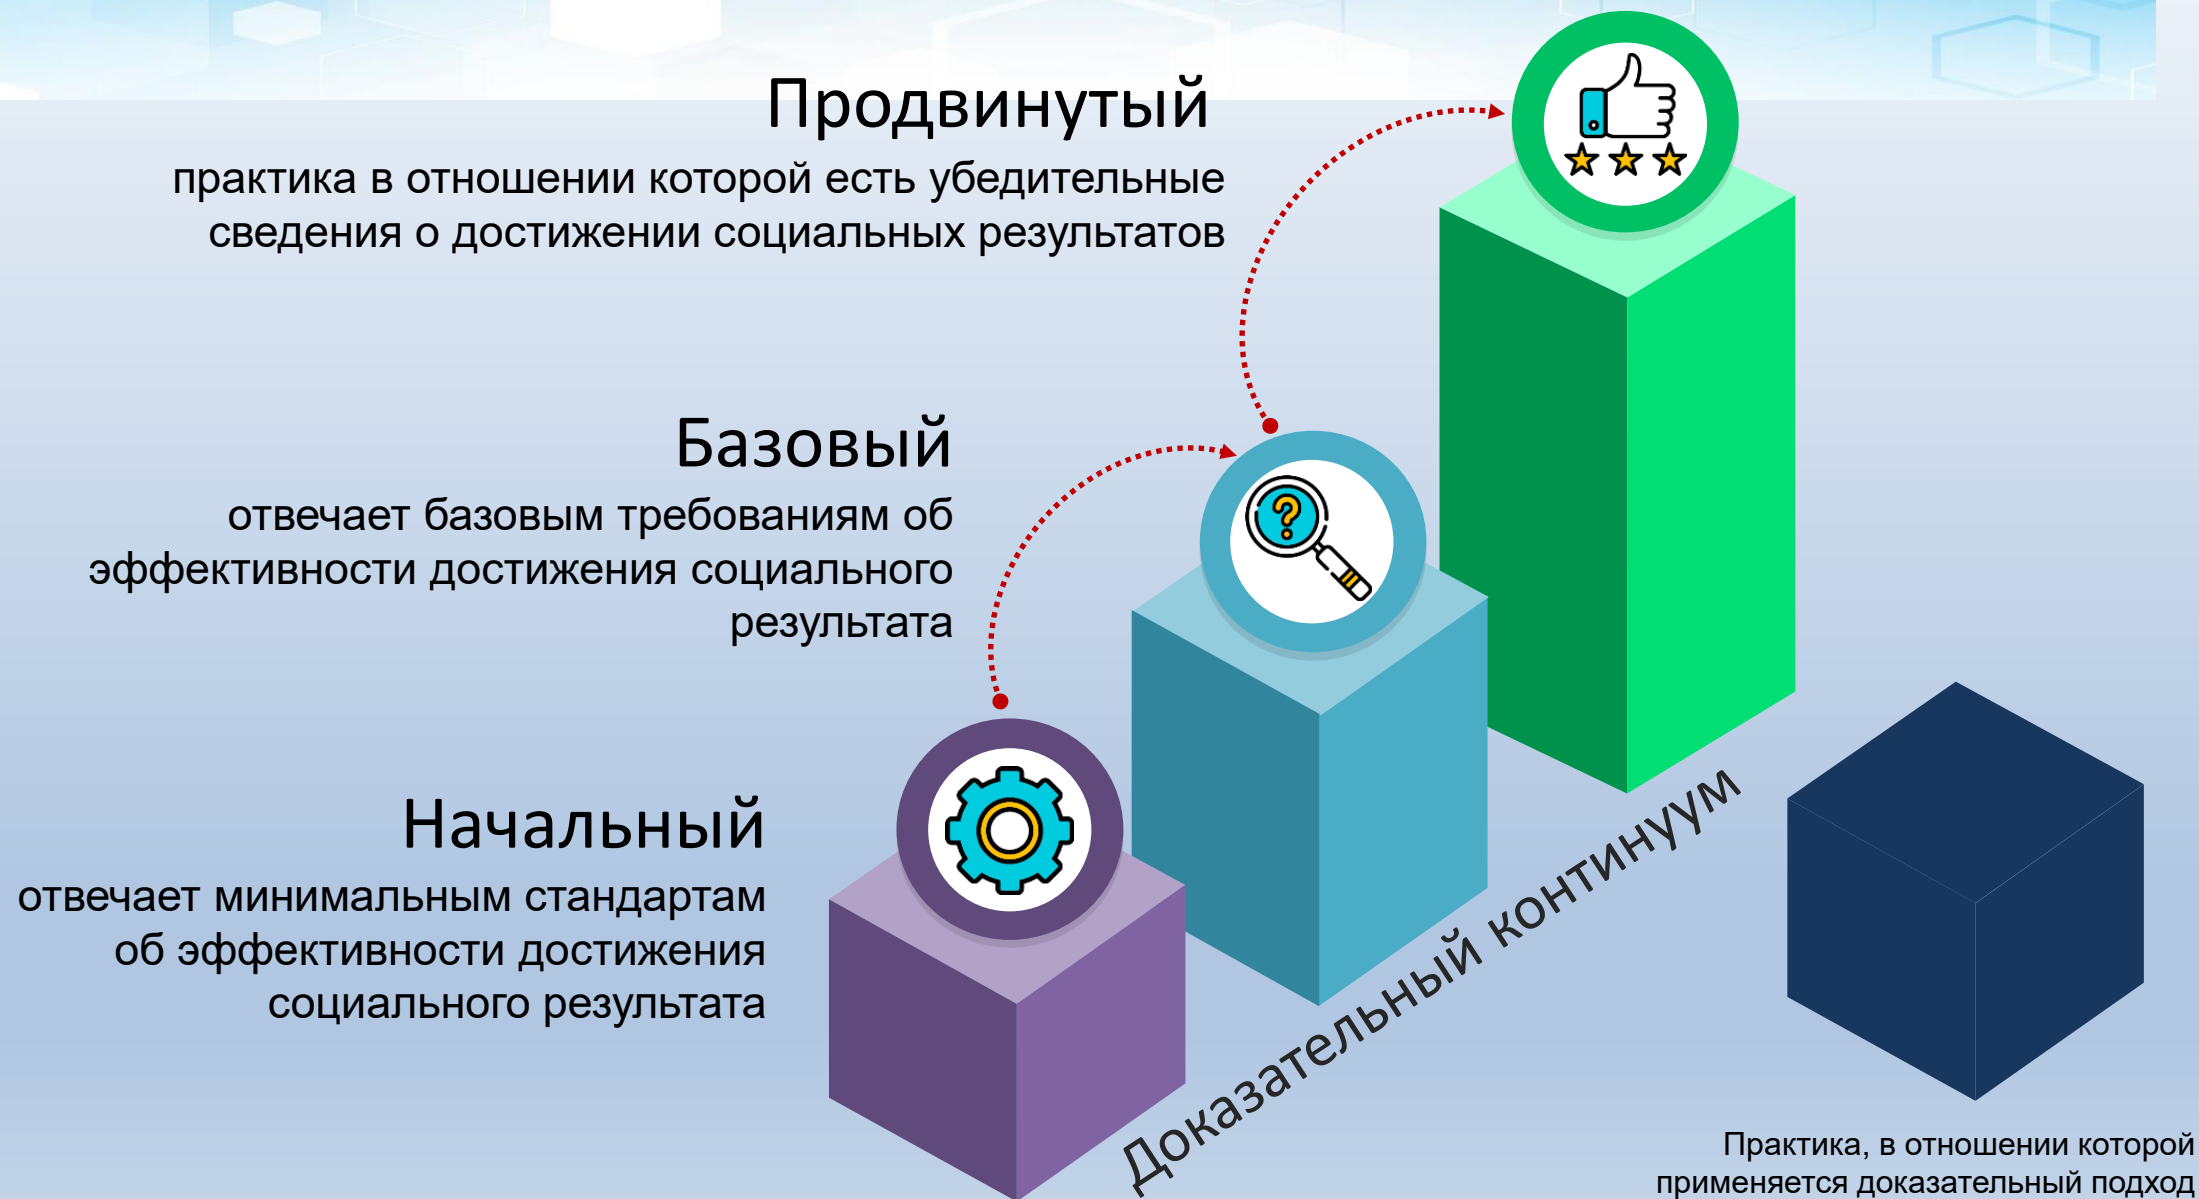 Продвинутый
практика в отношении которой есть убедительные
сведения о достижении социальных результатов
Базовый
отвечает базовым требованиям об
эффективности достижения социального
результата
Начальный
отвечает минимальным стандартам
об эффективности достижения
социального результата
Доказательный континуум
Практика, в отношении которой
применяется доказательный подход